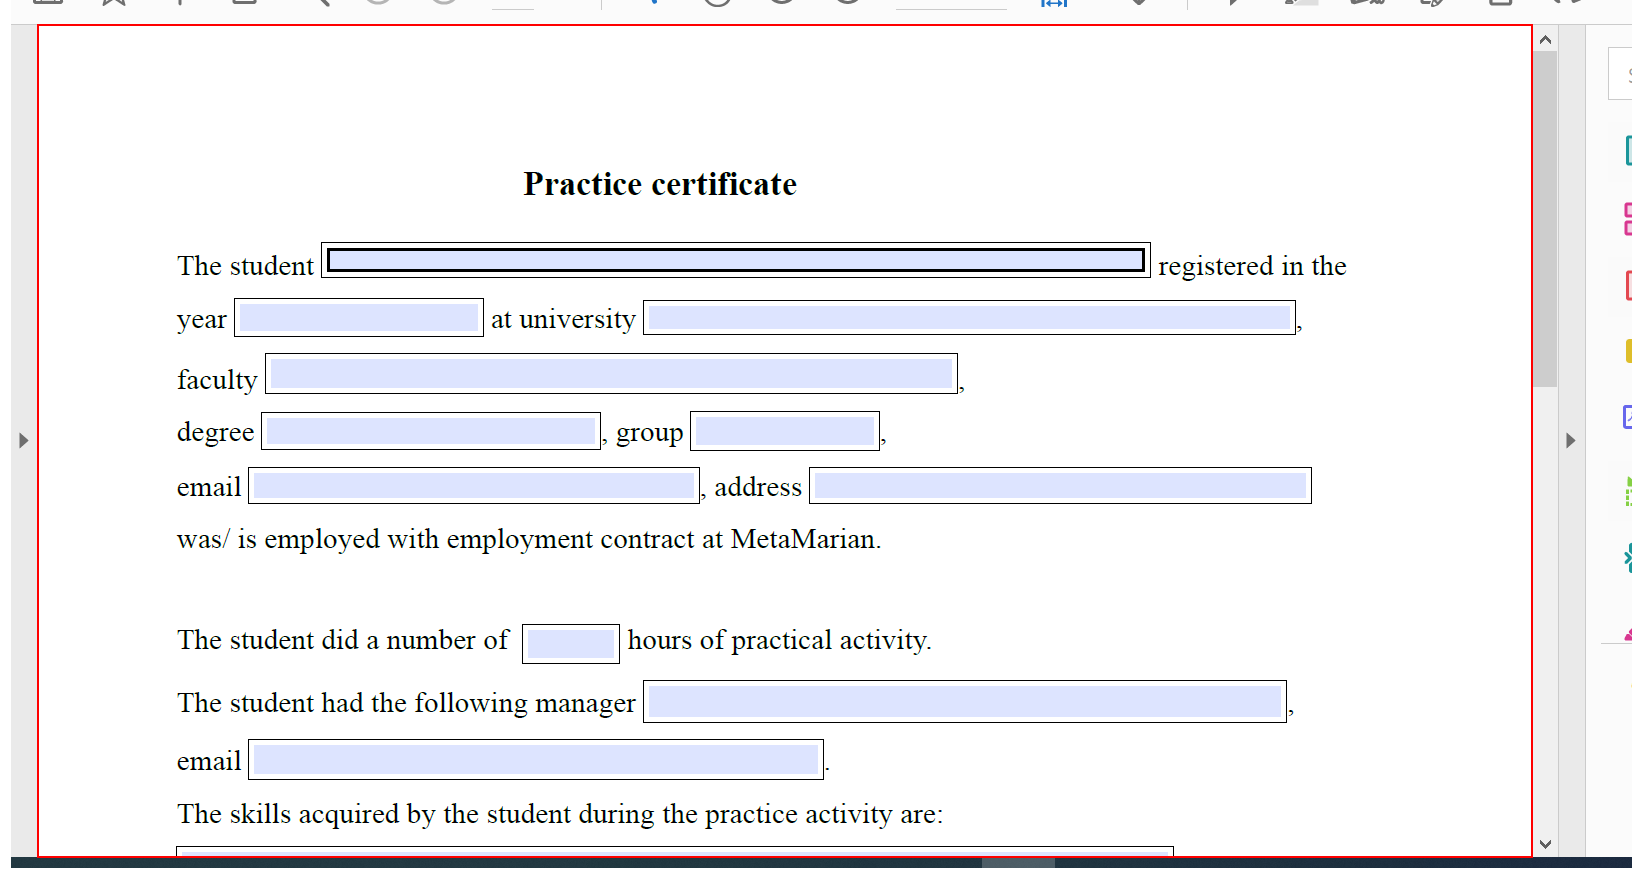 Practice certificate
The student registered in the
year at university ,
faculty ,
degree , group ,
email , address
was/ is employed with employment contract at MetaMarian.
The student did a number of hours of practical activity.
The student had the following manager ,
email .
The skills acquired by the student during the practice activity are: